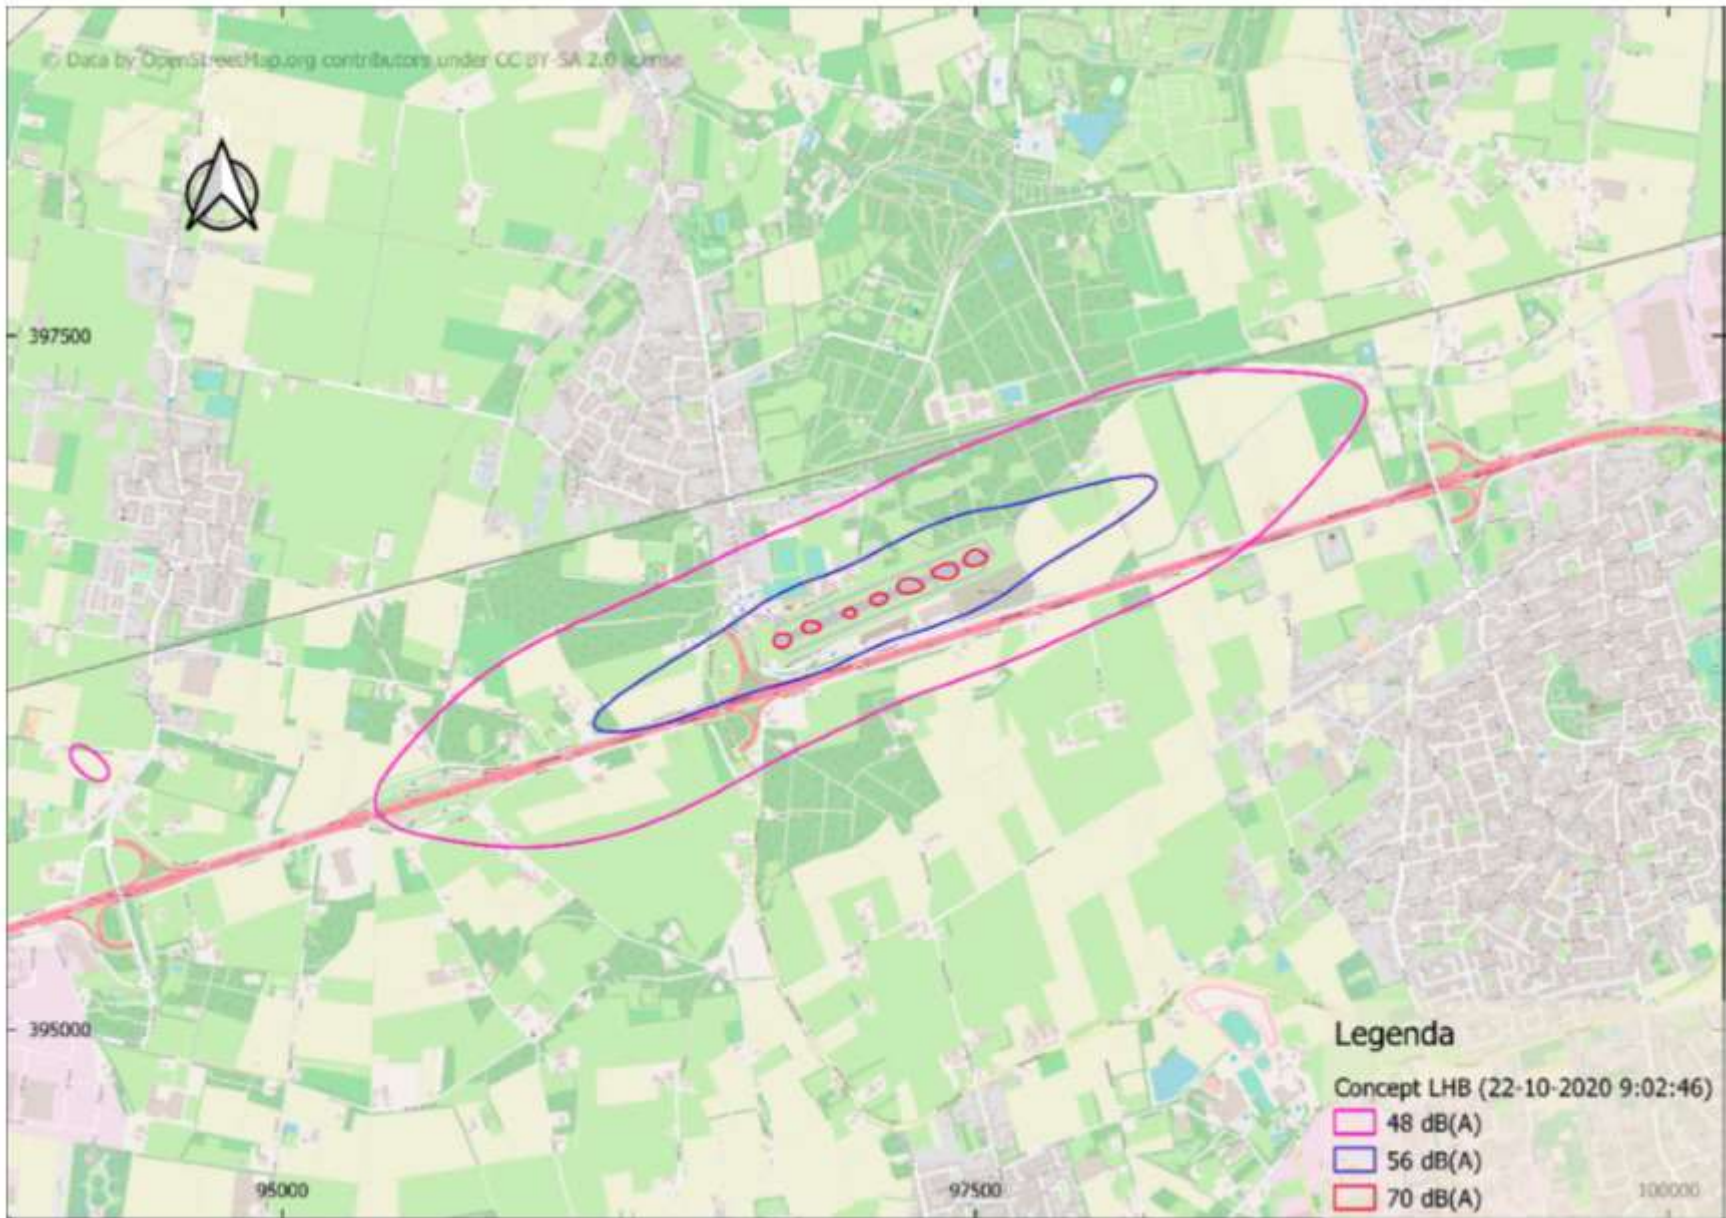 © Data by OpenStreetMap.org contributors under CC BY-SA 2.0 license
397500
395000
95000
97500
100000
Legenda
Concept LHB (22-10-2020 9:02:46)
48 dB(A)
56 dB(A)
70 dB(A)